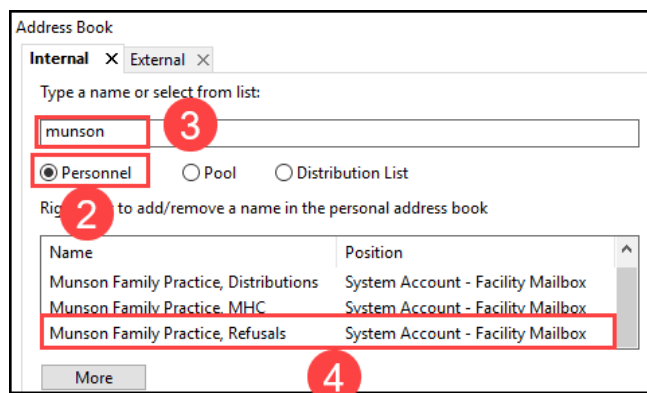 Address Book
Internal X External X
Type a name or select from list:
munson
3
Personnel Pool Distribution List
2
to add/remove a name in the personal address book
Name Position
Munson Family Practice, Distributions System Account - Facility Mailbox
Munson Family Practice, MHC System Account - Facility Mailbox
Munson Family Practice, Refusals System Account - Facility Mailbox
More
4